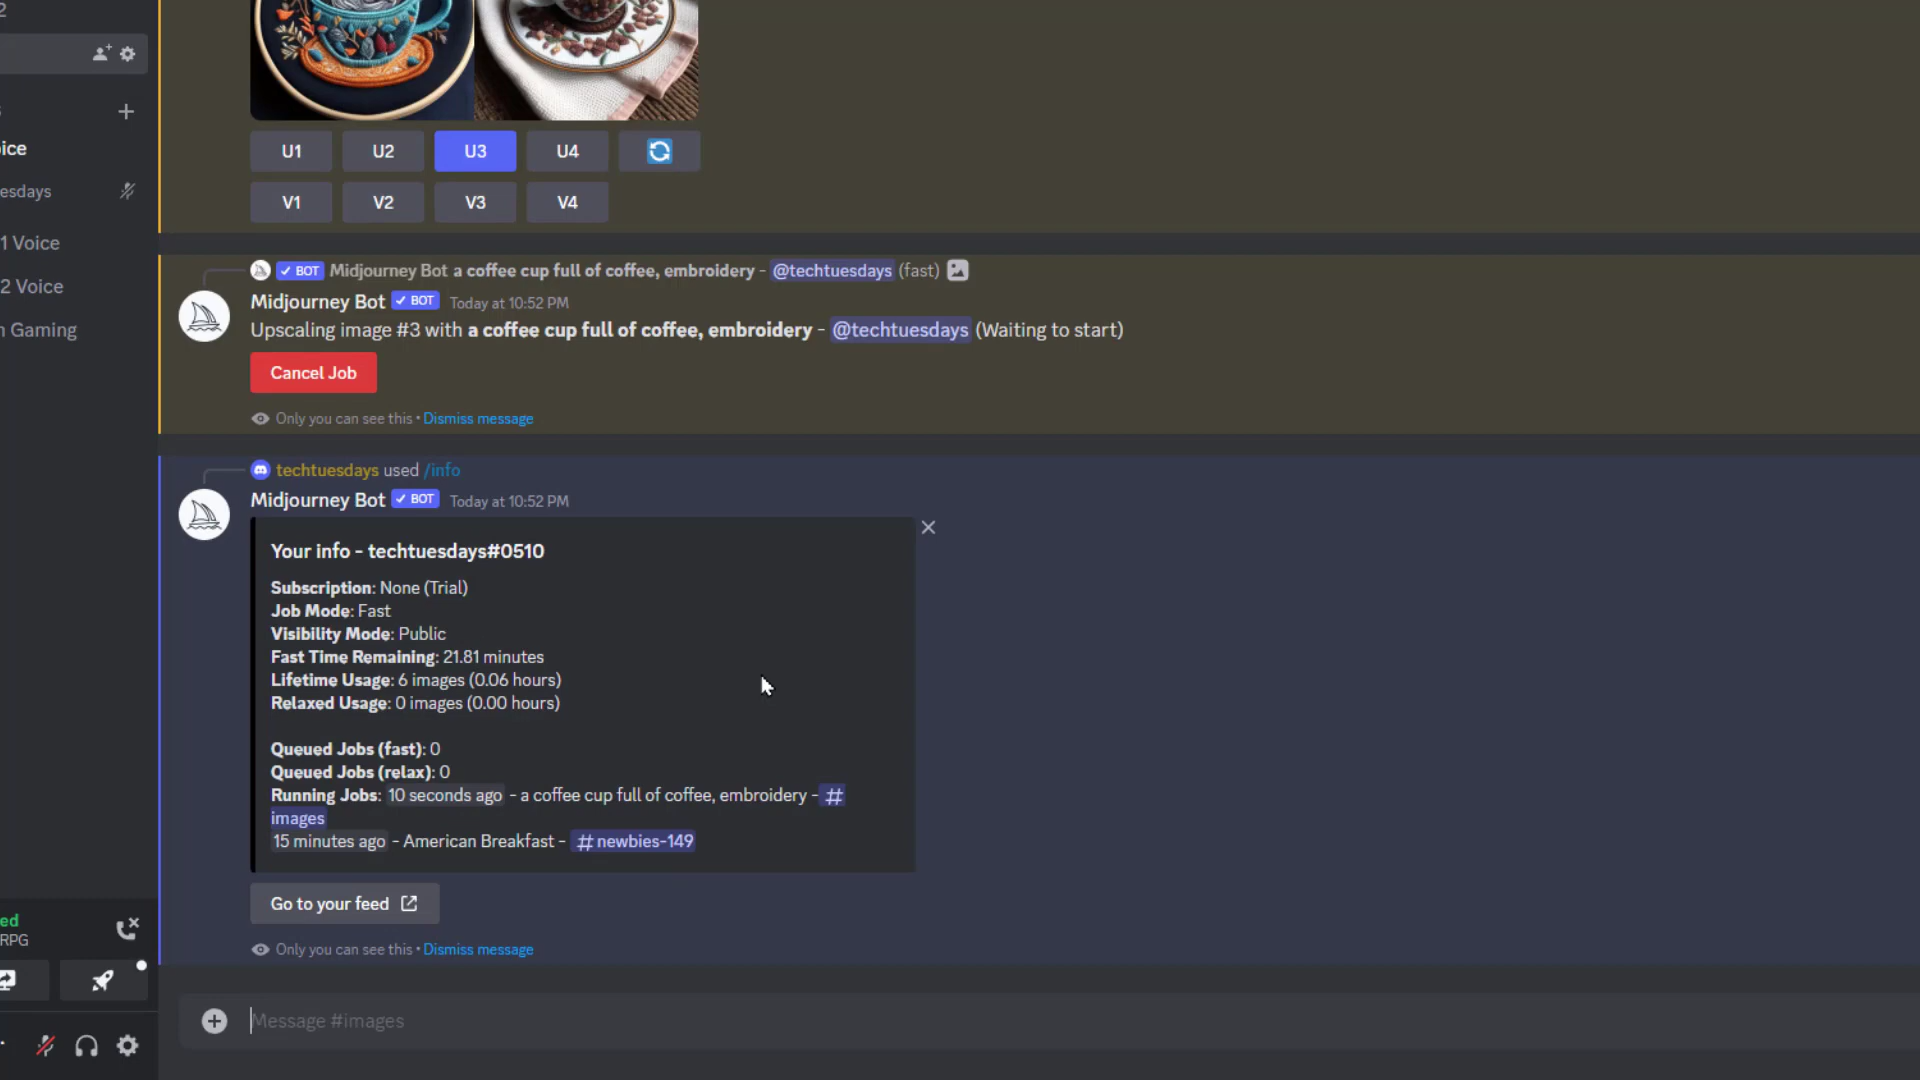 2
ice
esdays
1 Voice
2 Voice
n Gaming
U1 U2 U3 U4
V1 V2 V3 V4
✓ BOT Midjourney Bot a coffee cup full of coffee, embroidery - @techtuesdays (fast)
Midjourney Bot ✓ BOT Today at 10:52 PM
Upscaling image #3 with a coffee cup full of coffee, embroidery - @techtuesdays (Waiting to start)
Cancel Job
Only you can see this • Dismiss message
techtuesdays used /info
Midjourney Bot ✓ BOT Today at 10:52 PM
Your info - techtuesdays#0510
Subscription: None (Trial)
Job Mode: Fast
Visibility Mode: Public
Fast Time Remaining: 21.81 minutes
Lifetime Usage: 6 images (0.06 hours)
Relaxed Usage: 0 images (0.00 hours)
Queued Jobs (fast): 0
Queued Jobs (relax): 0
Running Jobs: 10 seconds ago - a coffee cup full of coffee, embroidery - #
images
15 minutes ago - American Breakfast - #newbies-149
Go to your feed
Only you can see this • Dismiss message
ed
RPG
Message #images